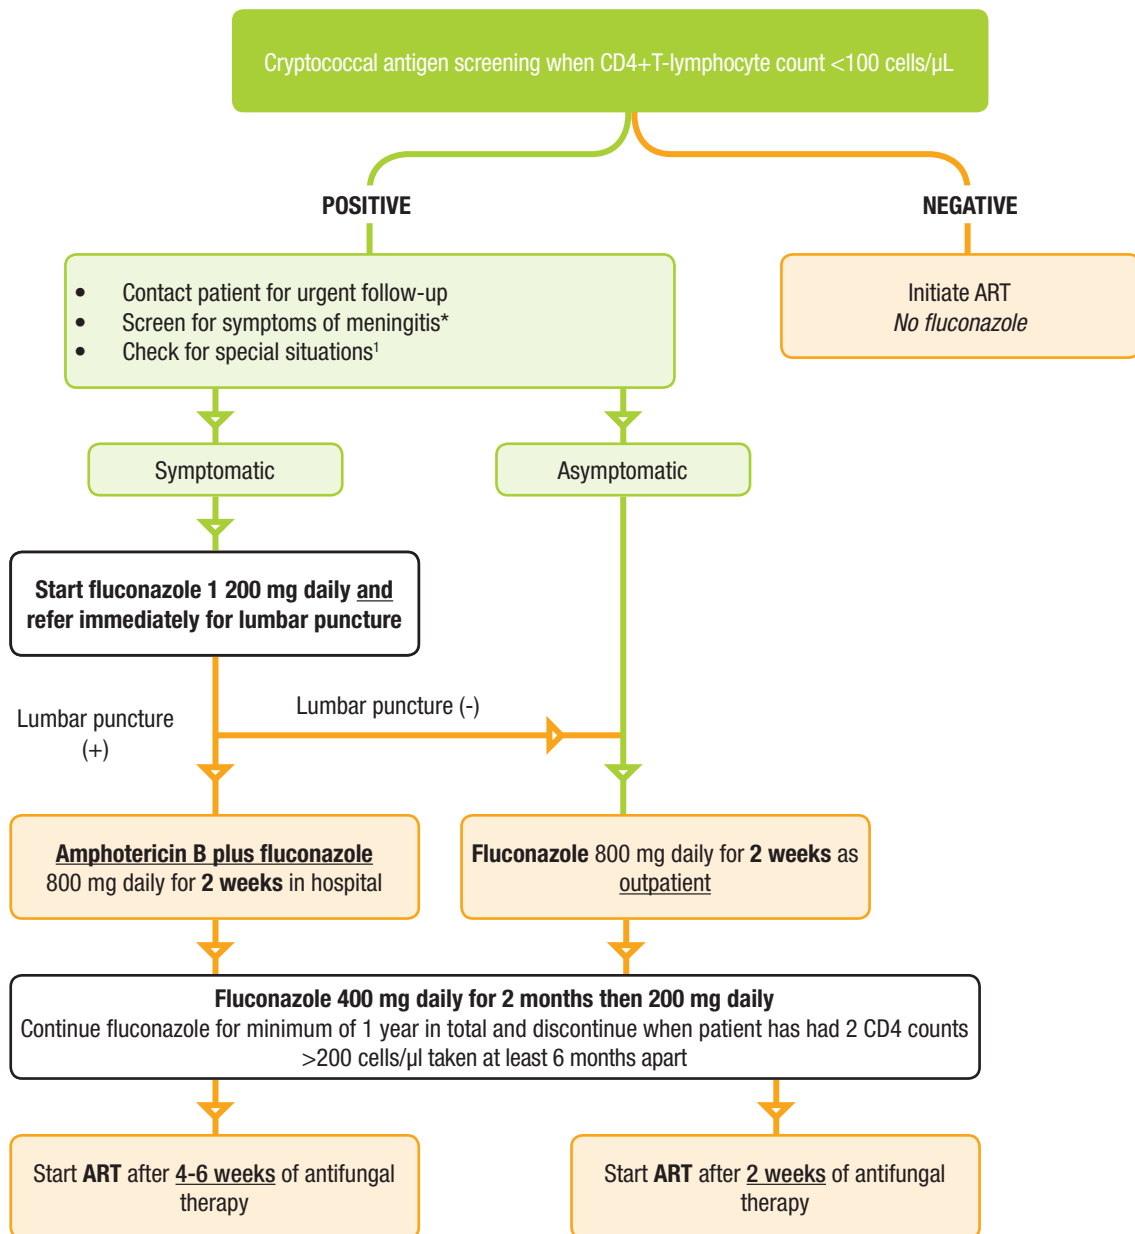 Cryptococcal antigen screening when CD4+T-lymphocyte count <100 cells/µL
POSITIVE
NEGATIVE
• Contact patient for urgent follow-up
• Screen for symptoms of meningitis*
• Check for special situations¹
Initiate ART
No fluconazole
Symptomatic
Asymptomatic
Start fluconazole 1 200 mg daily and
refer immediately for lumbar puncture
Lumbar puncture
(+)
Lumbar puncture (-)
Amphotericin B plus fluconazole
800 mg daily for 2 weeks in hospital
Fluconazole 800 mg daily for 2 weeks as
outpatient
Fluconazole 400 mg daily for 2 months then 200 mg daily
Continue fluconazole for minimum of 1 year in total and discontinue when patient has had 2 CD4 counts
>200 cells/µl taken at least 6 months apart
Start ART after 4-6 weeks of antifungal
therapy
Start ART after 2 weeks of antifungal
therapy